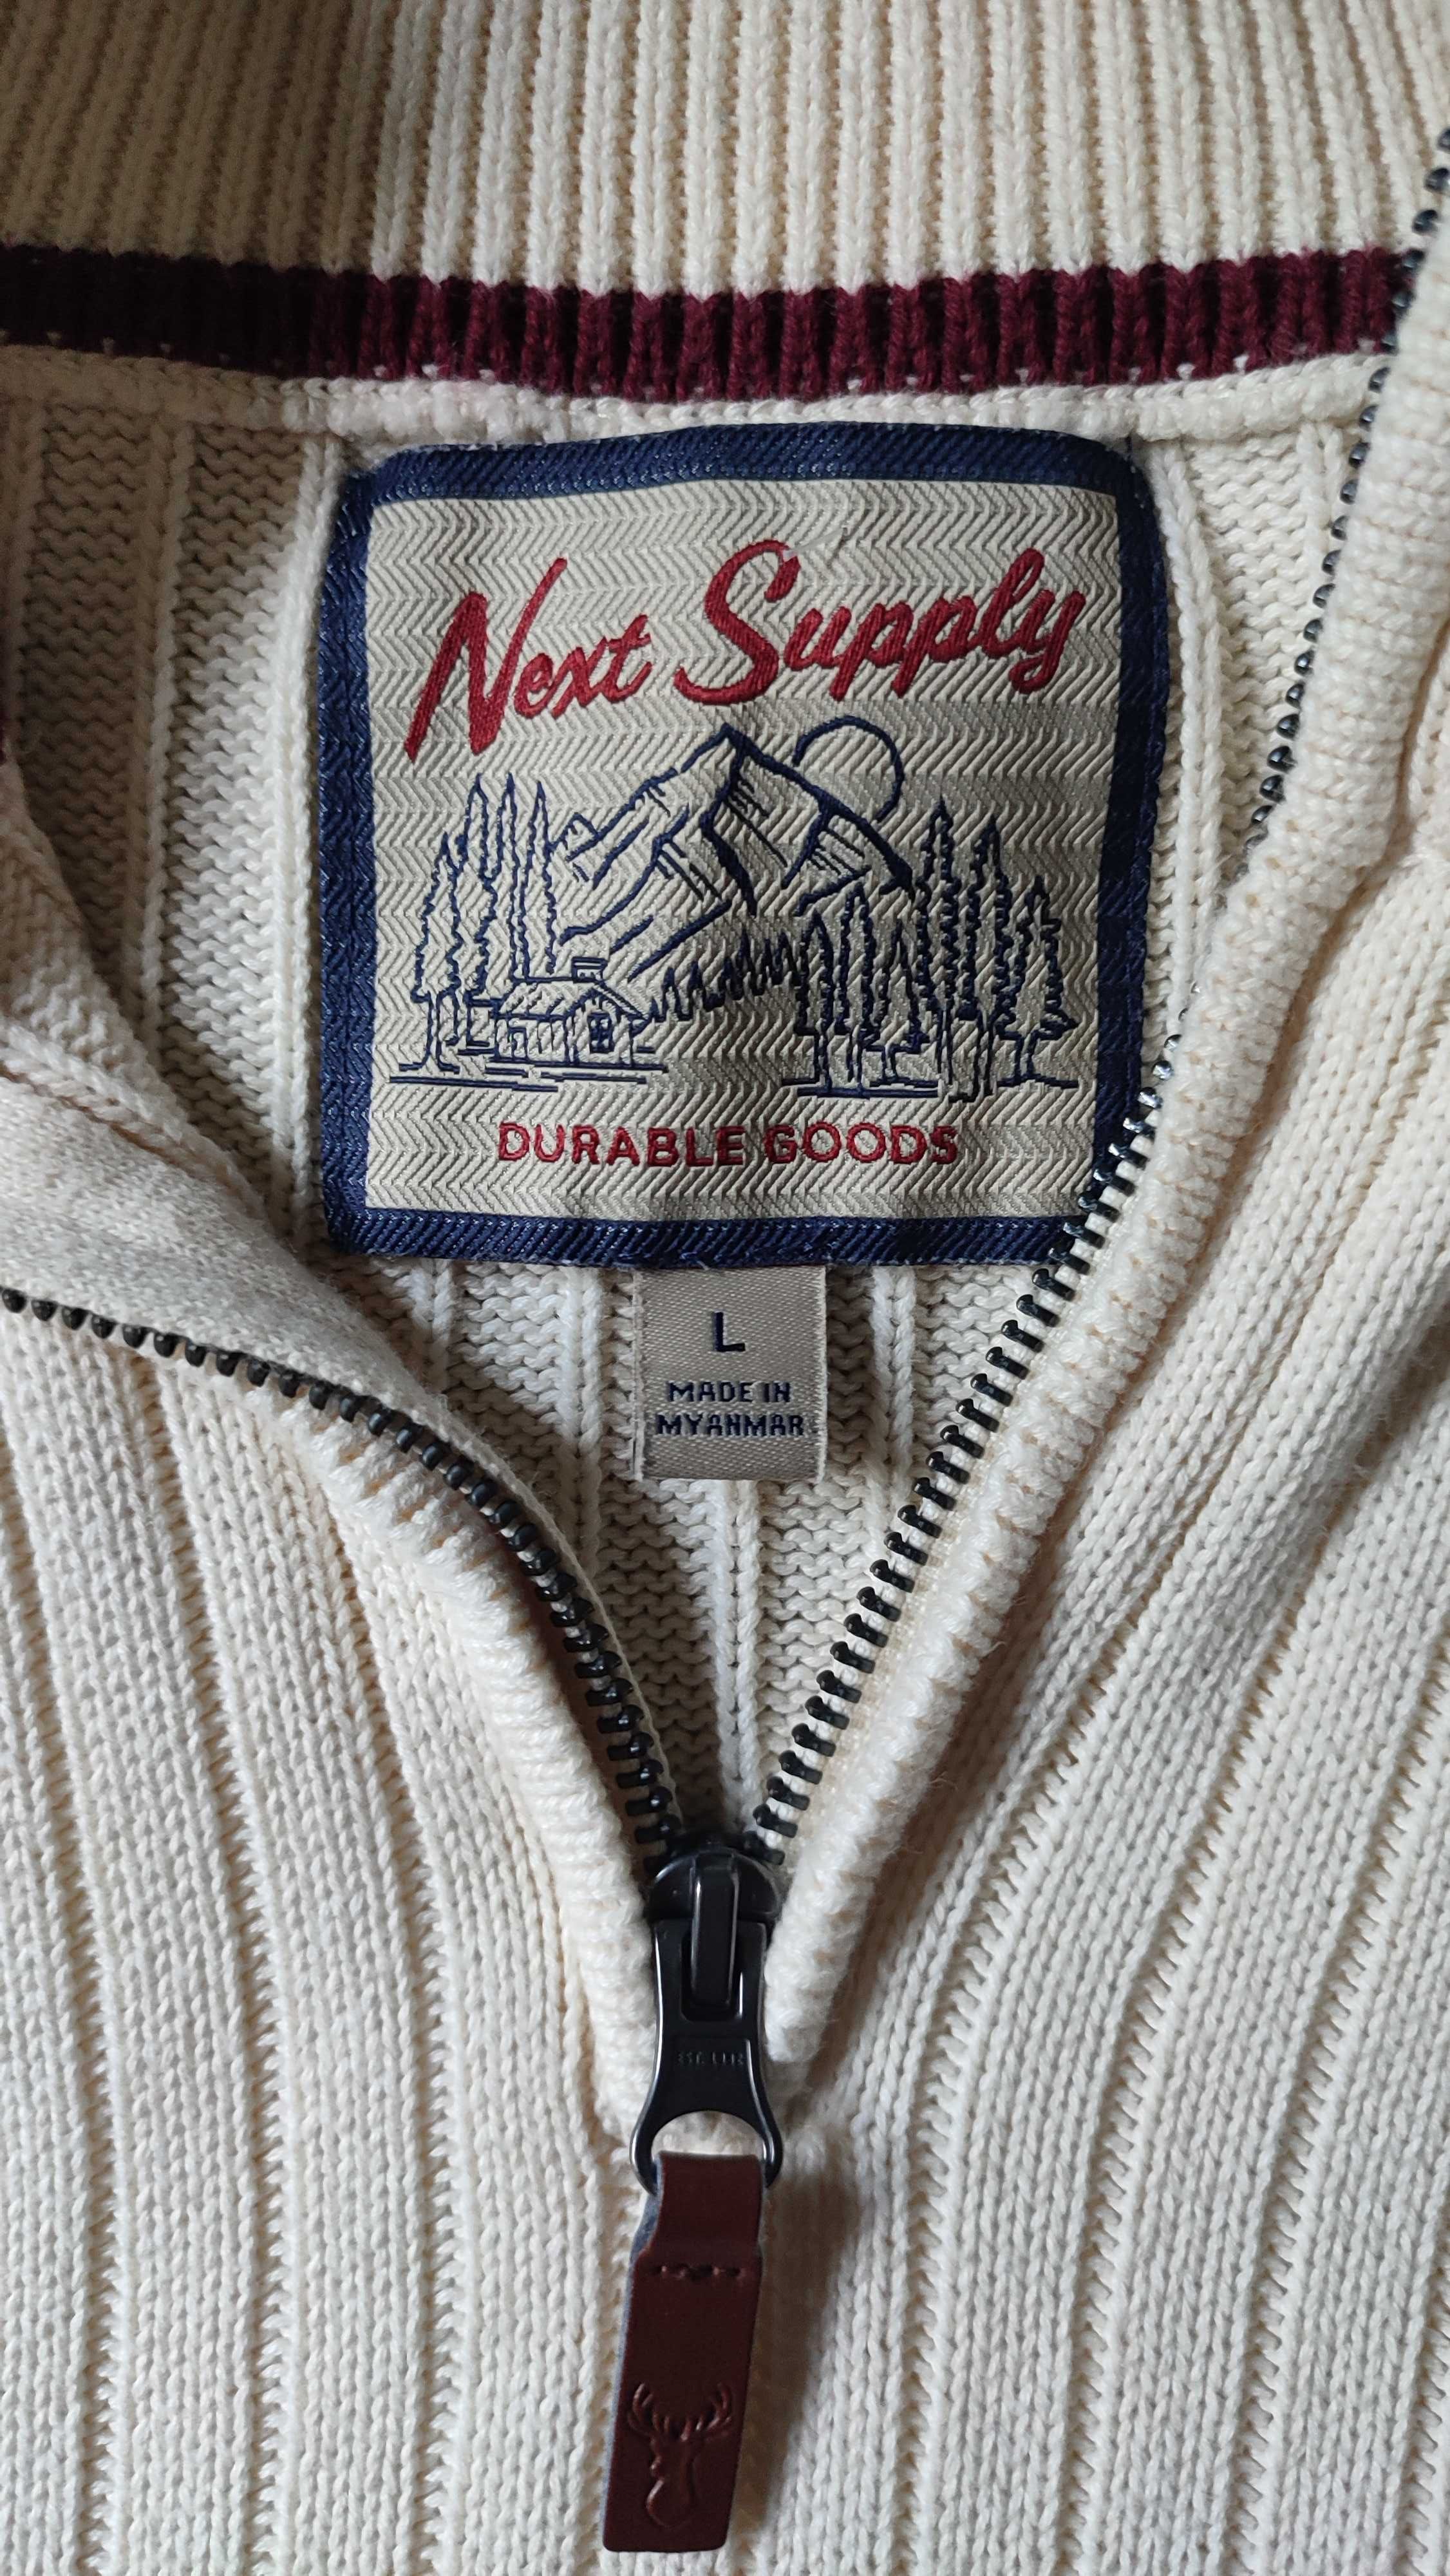 Next Supply
DURABLE GOODS
L
MADE IN
MYANMAR